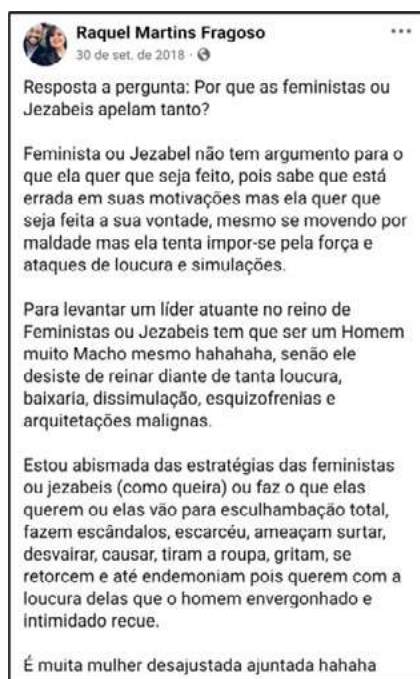 Raquel Martins Fragoso
30 de set. de 2018 ·
Resposta a pergunta: Por que as feministas ou
Jezabeis apelam tanto?
Feminista ou Jezabel não tem argumento para o
que ela quer que seja feito, pois sabe que está
errada em suas motivações mas ela quer que
seja feita a sua vontade, mesmo se movendo por
maldade mas ela tenta impor-se pela força e
ataques de loucura e simulações.
Para levantar um líder atuante no reino de
Feministas ou Jezabeis tem que ser um Homem
muito Macho mesmo hahahaha, senão ele
desiste de reinar diante de tanta loucura,
baixaria, dissimulação, esquizofrenias e
arquitetações malignas.
Estou abismada das estratégias das feministas
ou jezabeis (como queira) ou faz o que elas
querem ou elas vão para esculhambação total,
fazem escândalos, escarcéu, ameaçam surtar,
desvairar, causar, tiram a roupa, gritam, se
retorcem e até endemoniam pois querem com a
loucura delas que o homem envergonhado e
intimidado recue.
É muita mulher desajustada ajuntada hahaha